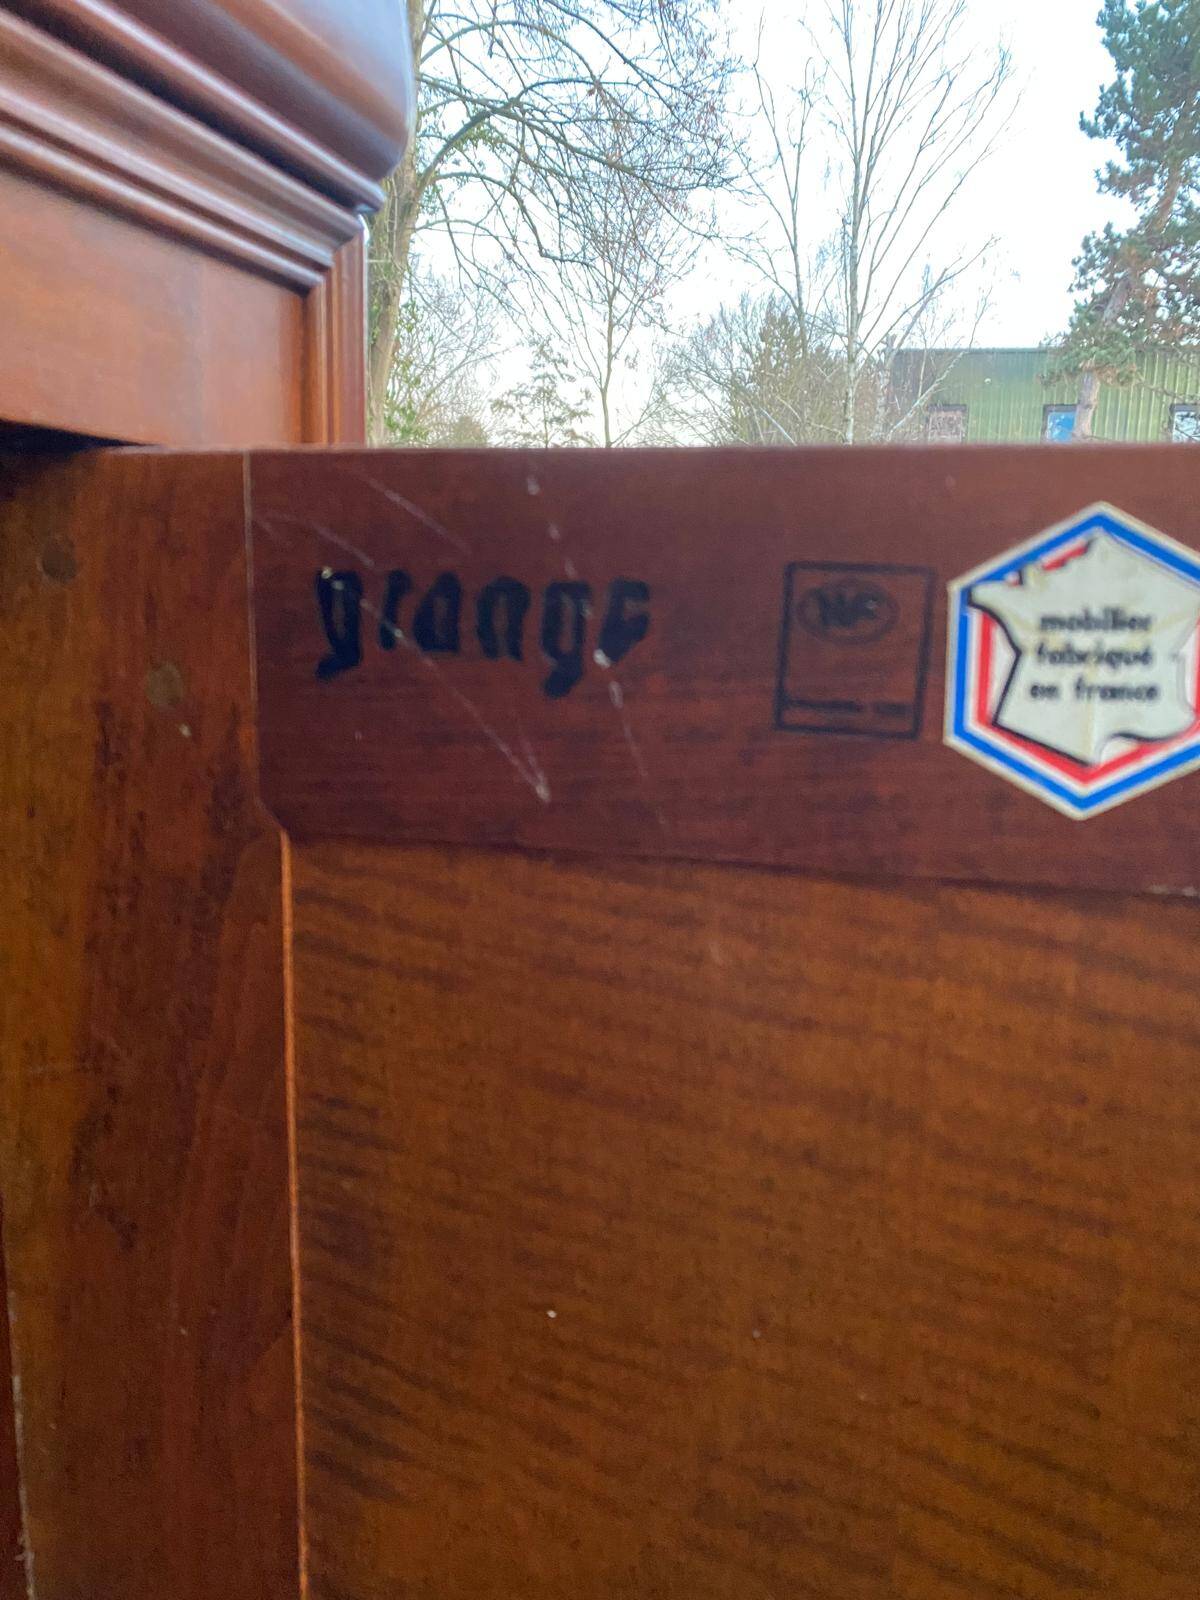 grange
mobilier
fabriqué
en france